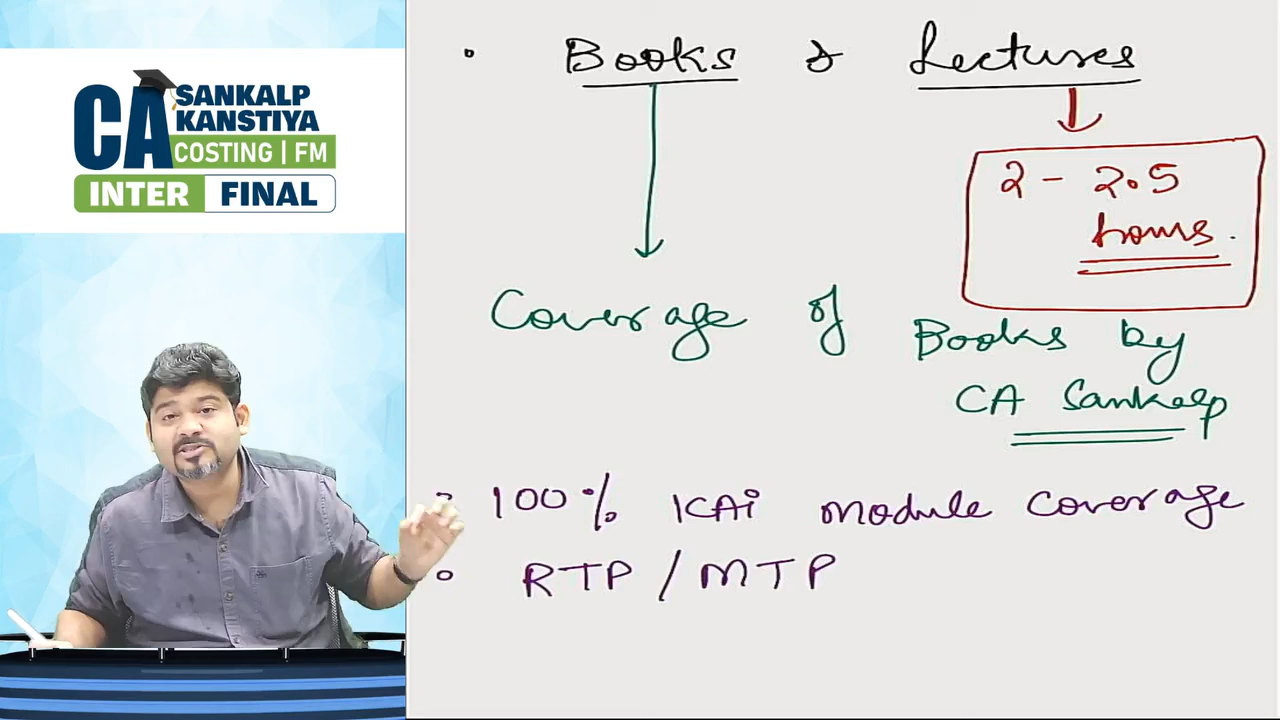 CA SANKALP
KANSTIYA
COSTING | FM
INTER FINAL
• Books & Lectures
2 - 2.5
hours.
Coverage of Books by
CA Sankalp
• 100% ICAi module coverage
• RTP / MTP